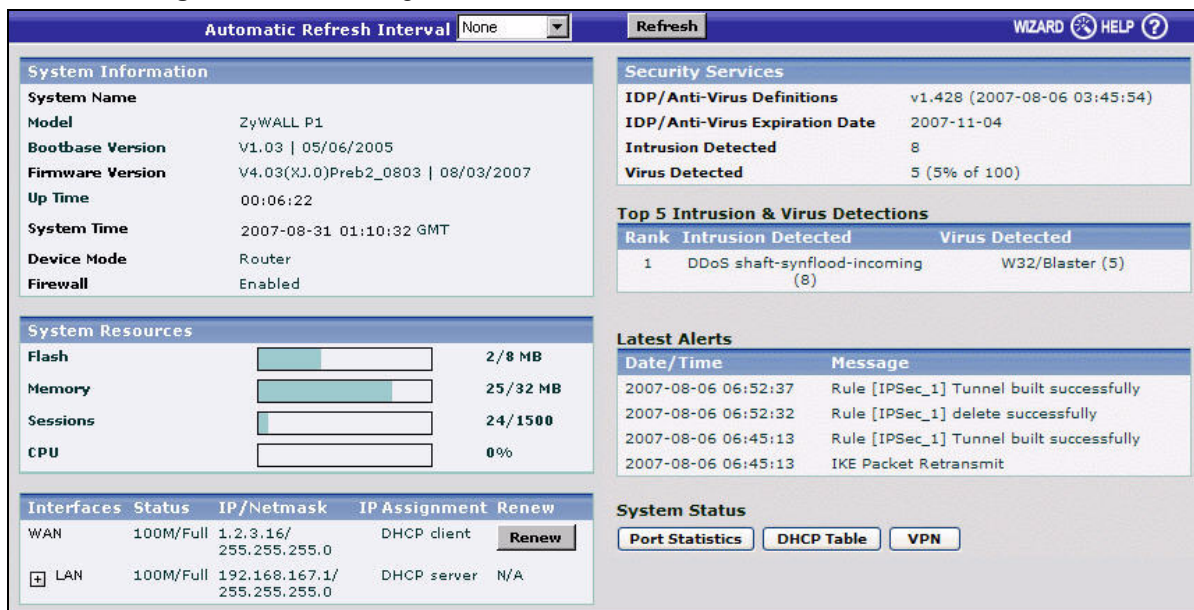 Automatic Refresh Interval None Refresh WIZARD HELP ?
System Information
System Name
Model ZyWALL P1
Bootbase Version V1.03 | 05/06/2005
Firmware Version V4.03(XJ.0)Preb2_0803 | 08/03/2007
Up Time 00:06:22
System Time 2007-08-31 01:10:32 GMT
Device Mode Router
Firewall Enabled
System Resources
Flash 2/8 MB
Memory 25/32 MB
Sessions 24/1500
CPU 0%
Interfaces Status IP/Netmask IP Assignment Renew
WAN 100M/Full 1.2.3.16/ DHCP client Renew
255.255.255.0
+ LAN 100M/Full 192.168.167.1/ DHCP server N/A
255.255.255.0
Security Services
IDP/Anti-Virus Definitions v1.428 (2007-08-06 03:45:54)
IDP/Anti-Virus Expiration Date 2007-11-04
Intrusion Detected 8
Virus Detected 5 (5% of 100)
Top 5 Intrusion & Virus Detections
Rank Intrusion Detected Virus Detected
1 DDoS shaft-synflood-incoming W32/Blaster (5)
(8)
Latest Alerts
Date/Time Message
2007-08-06 06:52:37 Rule [IPSec_1] Tunnel built successfully
2007-08-06 06:52:32 Rule [IPSec_1] delete successfully
2007-08-06 06:45:13 Rule [IPSec_1] Tunnel built successfully
2007-08-06 06:45:13 IKE Packet Retransmit
System Status
Port Statistics DHCP Table VPN